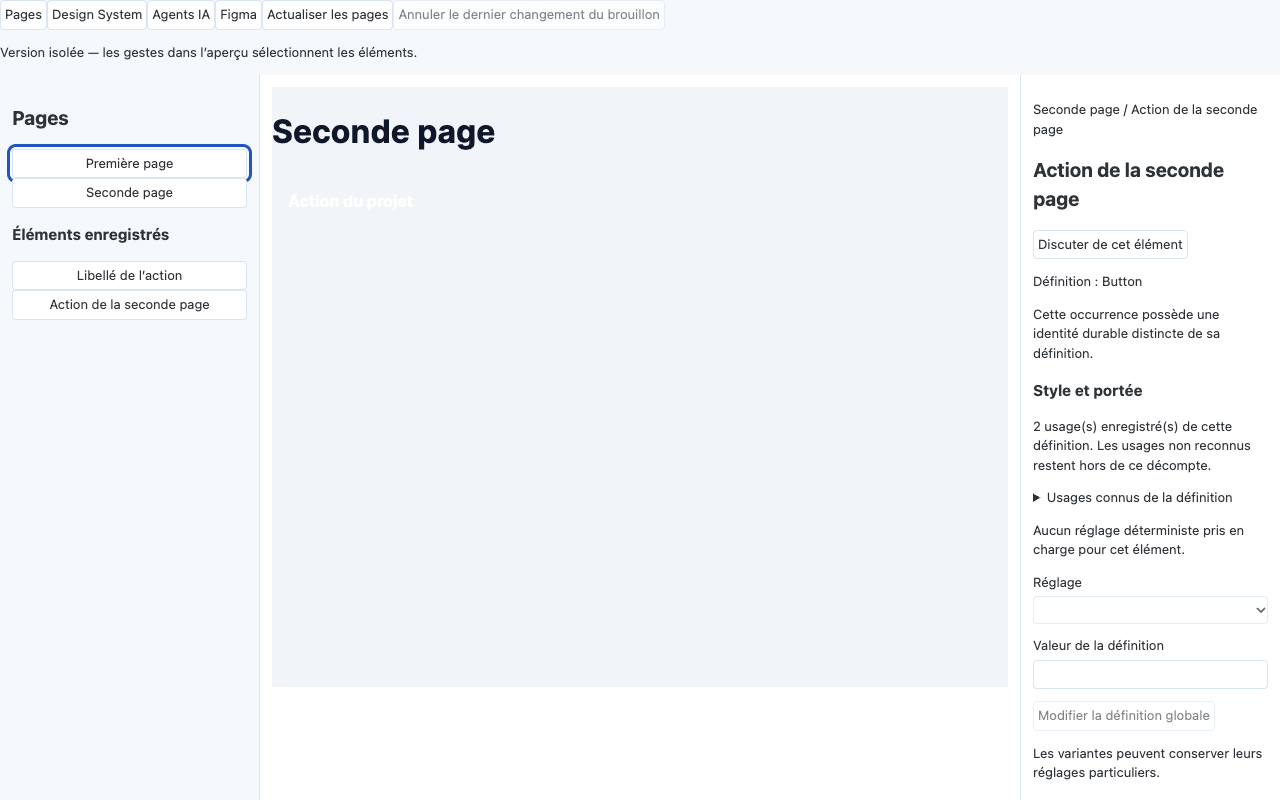 Pages
Design System
Agents IA
Figma
Actualiser les pages
Annuler le dernier changement du brouillon
Version isolée — les gestes dans l’aperçu sélectionnent les éléments.
Pages
Première page
Seconde page
Éléments enregistrés
Libellé de l’action
Action de la seconde page
Seconde page
Action du projet
Seconde page / Action de la seconde
page
Action de la seconde
page
Discuter de cet élément
Définition : Button
Cette occurrence possède une
identité durable distincte de sa
définition.
Style et portée
2 usage(s) enregistré(s) de cette
définition. Les usages non reconnus
restent hors de ce décompte.
Usages connus de la définition
Aucun réglage déterministe pris en
charge pour cet élément.
Réglage
Valeur de la définition
Modifier la définition globale
Les variantes peuvent conserver leurs
réglages particuliers.